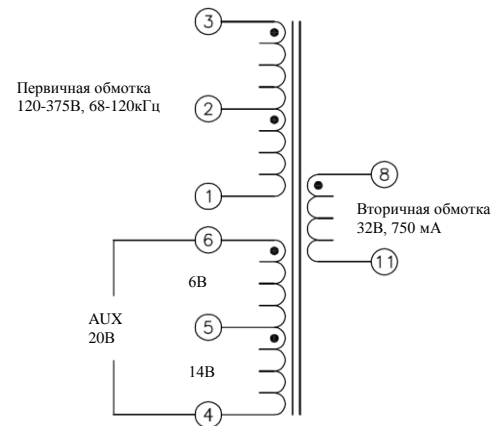 3
Первичная обмотка
120-375В, 68-120кГц
2
1
8
Вторичная обмотка
32В, 750 мА
11
6
6В
5
AUX
20В
14В
4